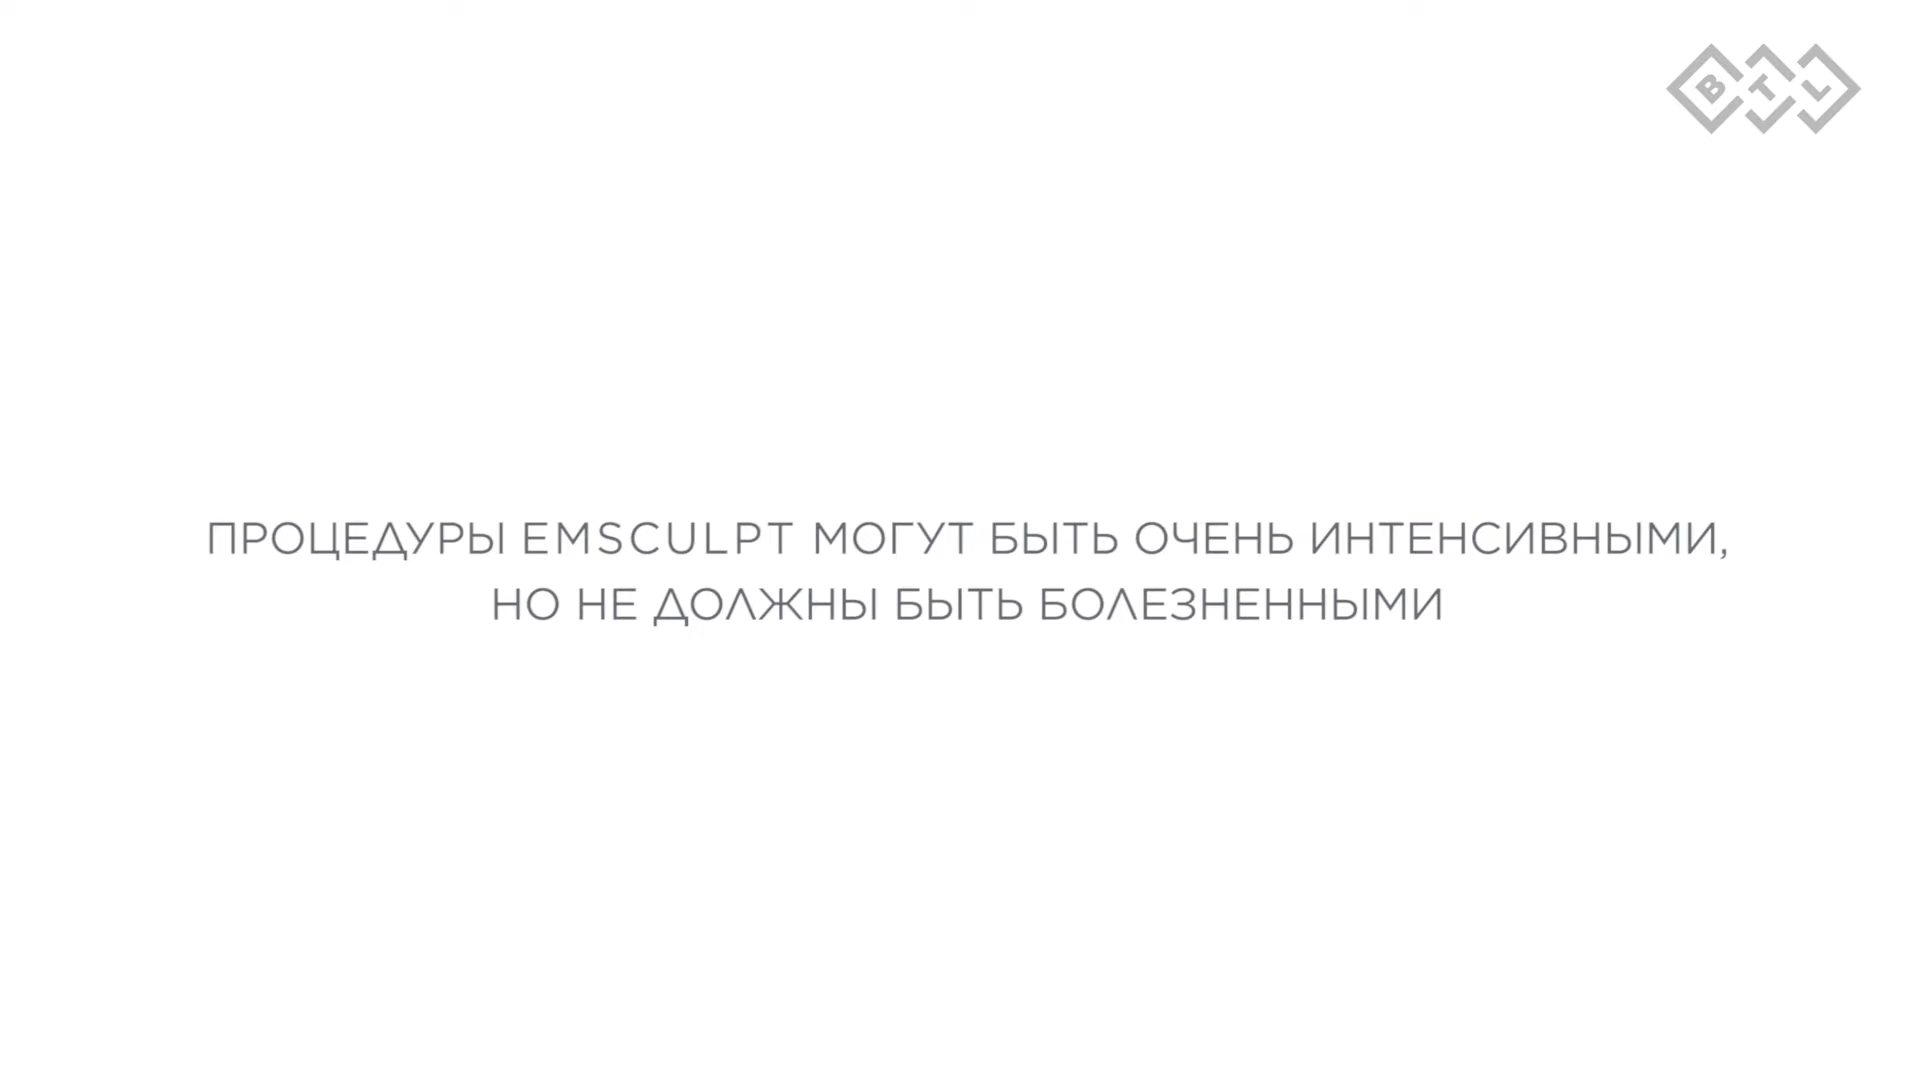 BTL
ПРОЦЕДУРЫ EMSCULPT МОГУТ БЫТЬ ОЧЕНЬ ИНТЕНСИВНЫМИ,
НО НЕ ДОЛЖНЫ БЫТЬ БОЛЕЗНЕННЫМИ